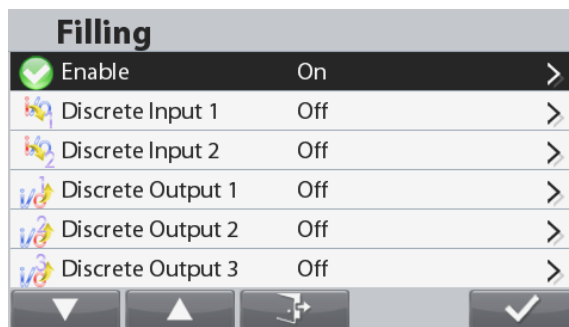 Filling
Enable On
Discrete Input 1 Off
Discrete Input 2 Off
Discrete Output 1 Off
Discrete Output 2 Off
Discrete Output 3 Off